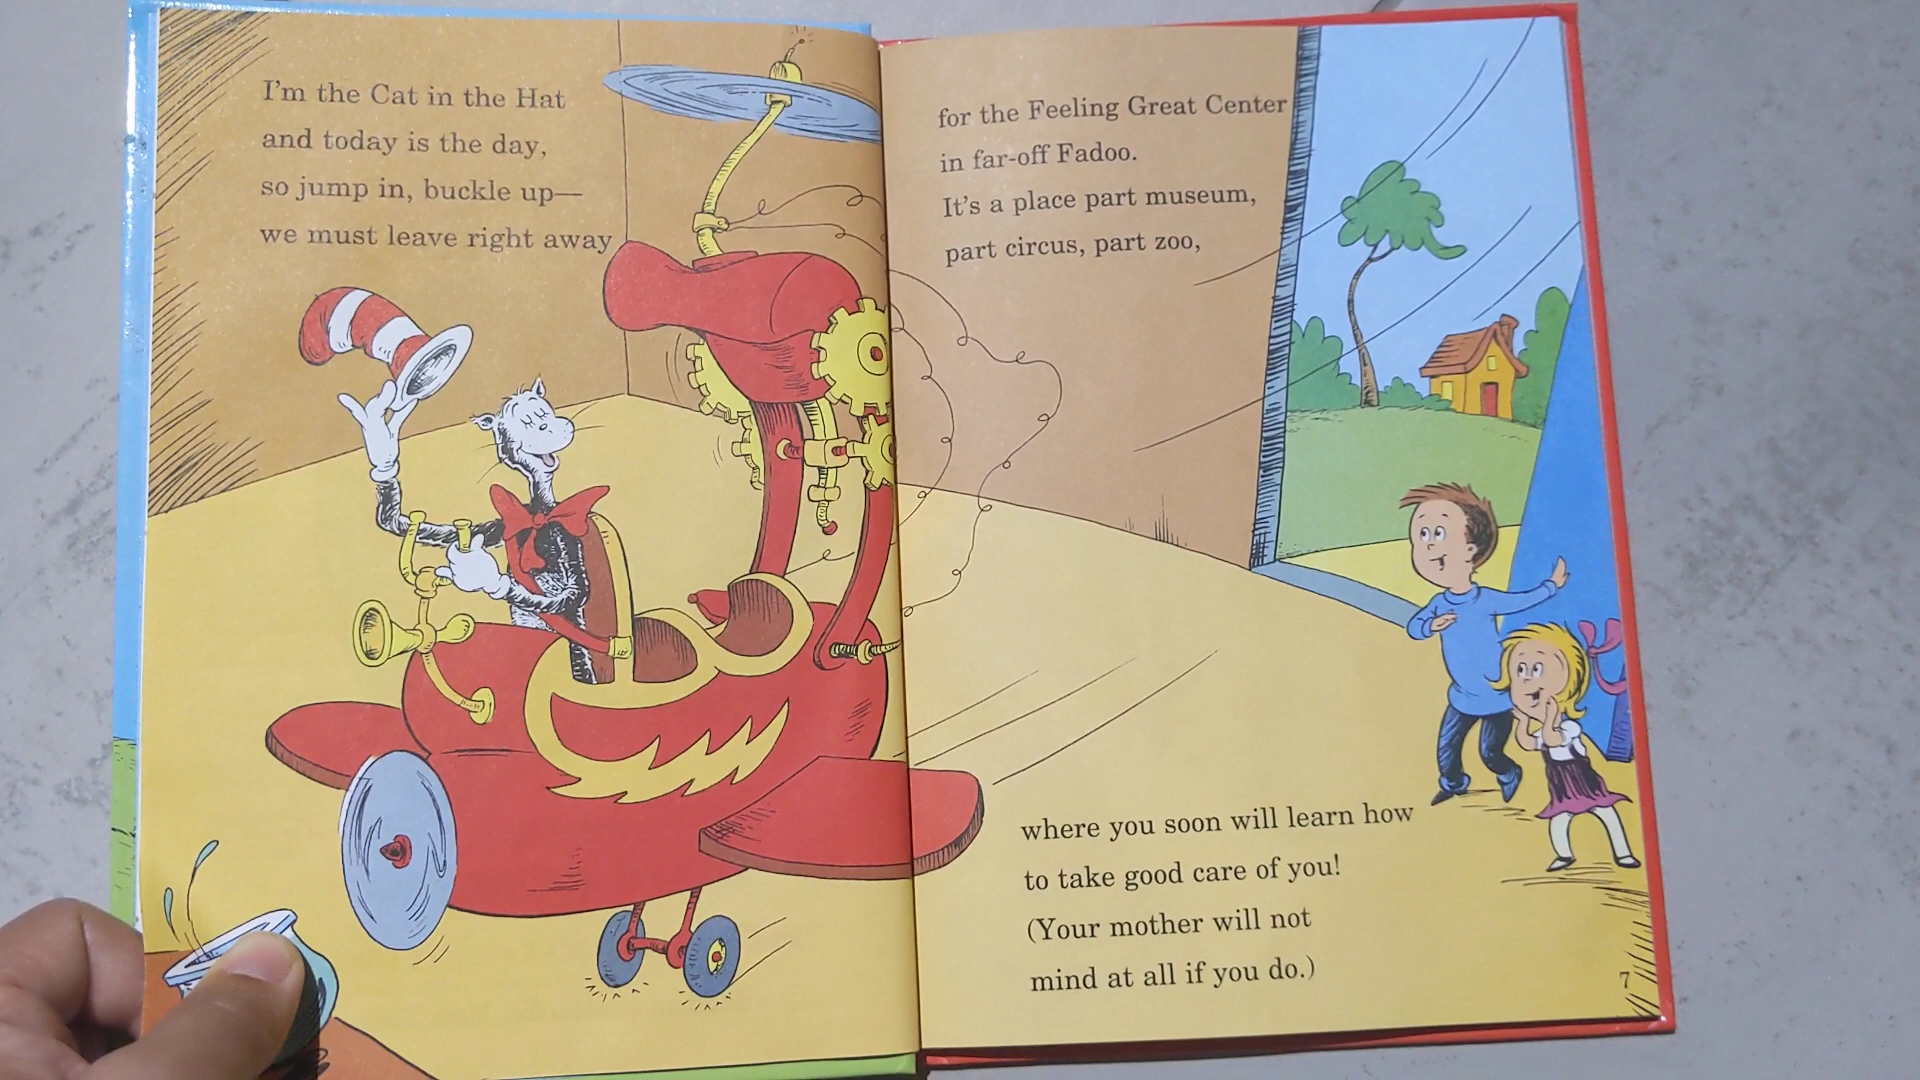 I'm the Cat in the Hat
and today is the day,
so jump in, buckle up—
we must leave right away
for the Feeling Great Center
in far-off Fadoo.
It's a place part museum,
part circus, part zoo,
where you soon will learn how
to take good care of you!
(Your mother will not
mind at all if you do.)
7